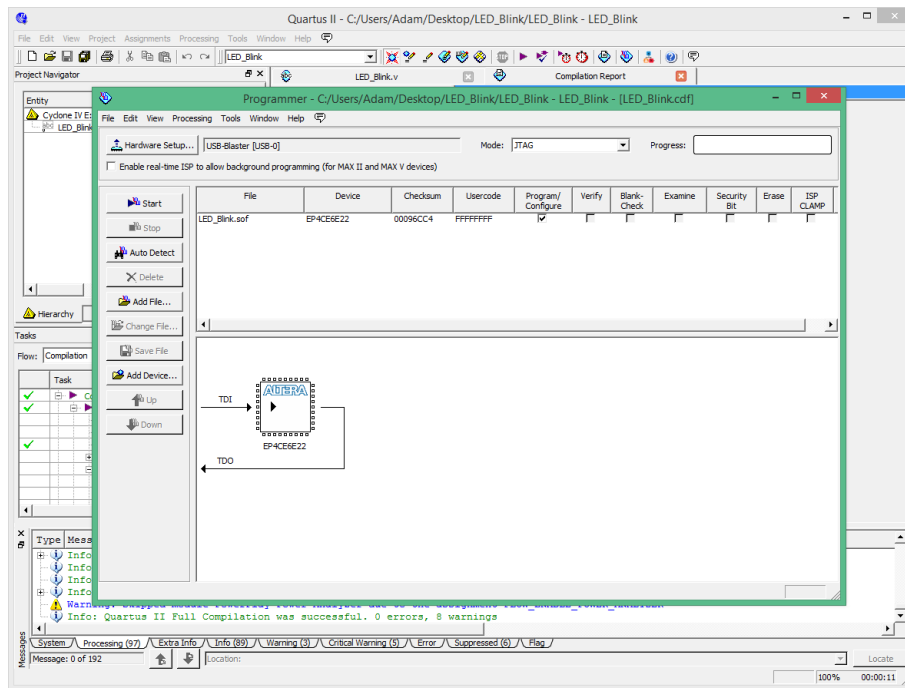 Quartus II - C:/Users/Adam/Desktop/LED_Blink/LED_Blink - LED_Blink
File Edit View Project Assignments Processing Tools Window Help
LED_Blink
Project Navigator
LED_Blink.v
Compilation Report
Entity
Cyclone IV E:
LED_Blink
Programmer - C:/Users/Adam/Desktop/LED_Blink/LED_Blink - LED_Blink - [LED_Blink.cdf]
File Edit View Processing Tools Window Help
Hardware Setup... USB-Blaster [USB-0] Mode: JTAG Progress:
Enable real-time ISP to allow background programming (for MAX II and MAX V devices)
Start
Stop
Auto Detect
Delete
Add File...
Change File...
Save File
Add Device...
Up
Down
File Device Checksum Usercode Program/ Configure Verify Blank- Check Examine Security Bit Erase ISP CLAMP
LED_Blink.sof EP4CE6E22 00096CC4 FFFFFFFF
ALTERA
TDI
EP4CE6E22
TDO
Hierarchy
Tasks
Flow: Compilation
Task
Type Mess
Info
Info
Info
Info
Info: Quartus II Full Compilation was successful. 0 errors, 8 warnings
System Processing (97) Extra Info Info (89) Warning (3) Critical Warning (5) Error Suppressed (6) Flag
Messages
Message: 0 of 192 Location: Locate
100% 00:00:11